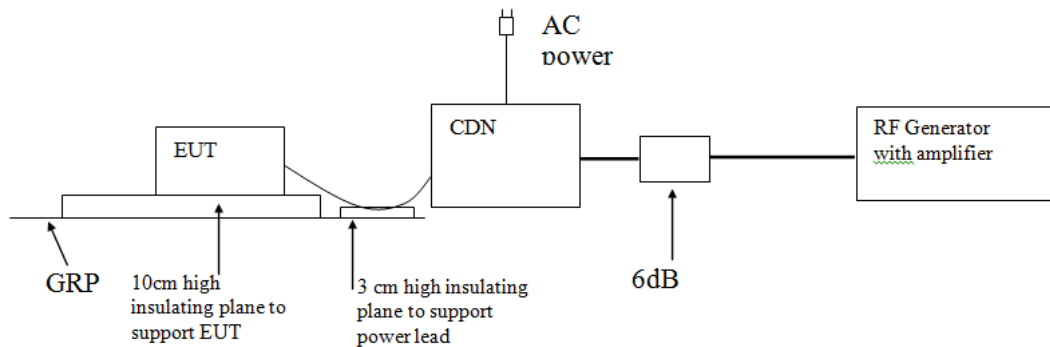 AC
power
EUT
CDN
RF Generator
with amplifier
GRP
10cm high
insulating plane to
support EUT
3 cm high insulating
plane to support
power lead
6dB